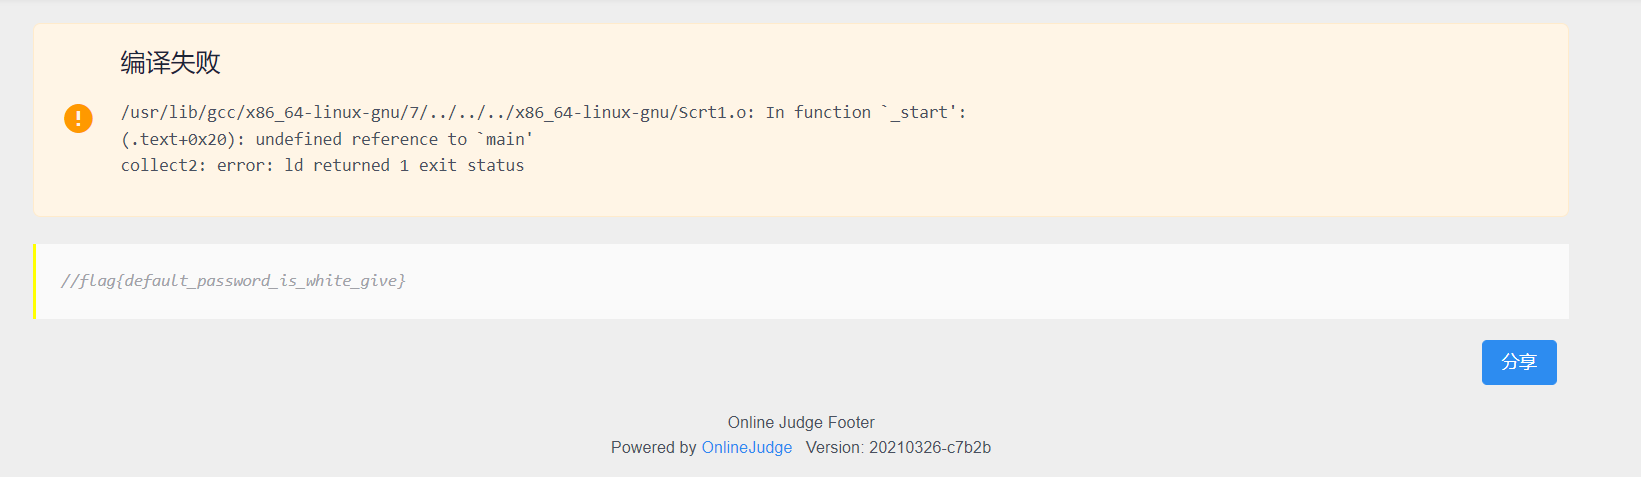 编译失败
/usr/lib/gcc/x86_64-linux-gnu/7/../../../x86_64-linux-gnu/Scrt1.o: In function `_start':
(.text+0x20): undefined reference to `main'
collect2: error: ld returned 1 exit status
//flag{default_password_is_white_give}
分享
Online Judge Footer
Powered by OnlineJudge Version: 20210326-c7b2b